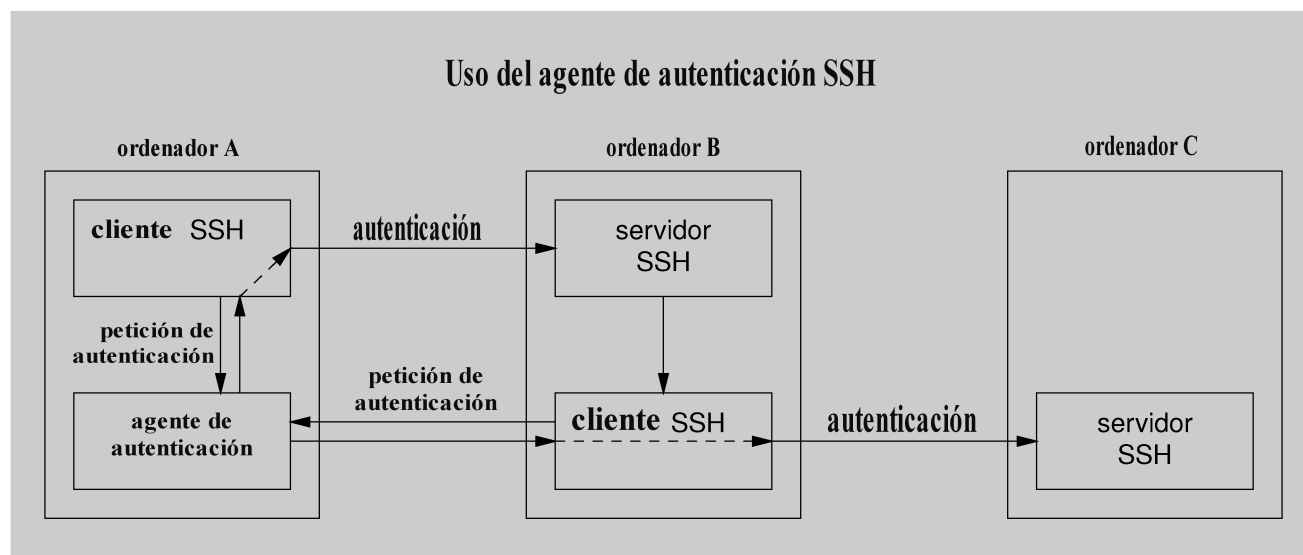 Uso del agente de autenticación SSH
ordenador A
ordenador B
ordenador C
cliente SSH
autenticación
servidor
SSH
petición de
autenticación
petición de
autenticación
agente de
autenticación
cliente SSH
autenticación
servidor
SSH